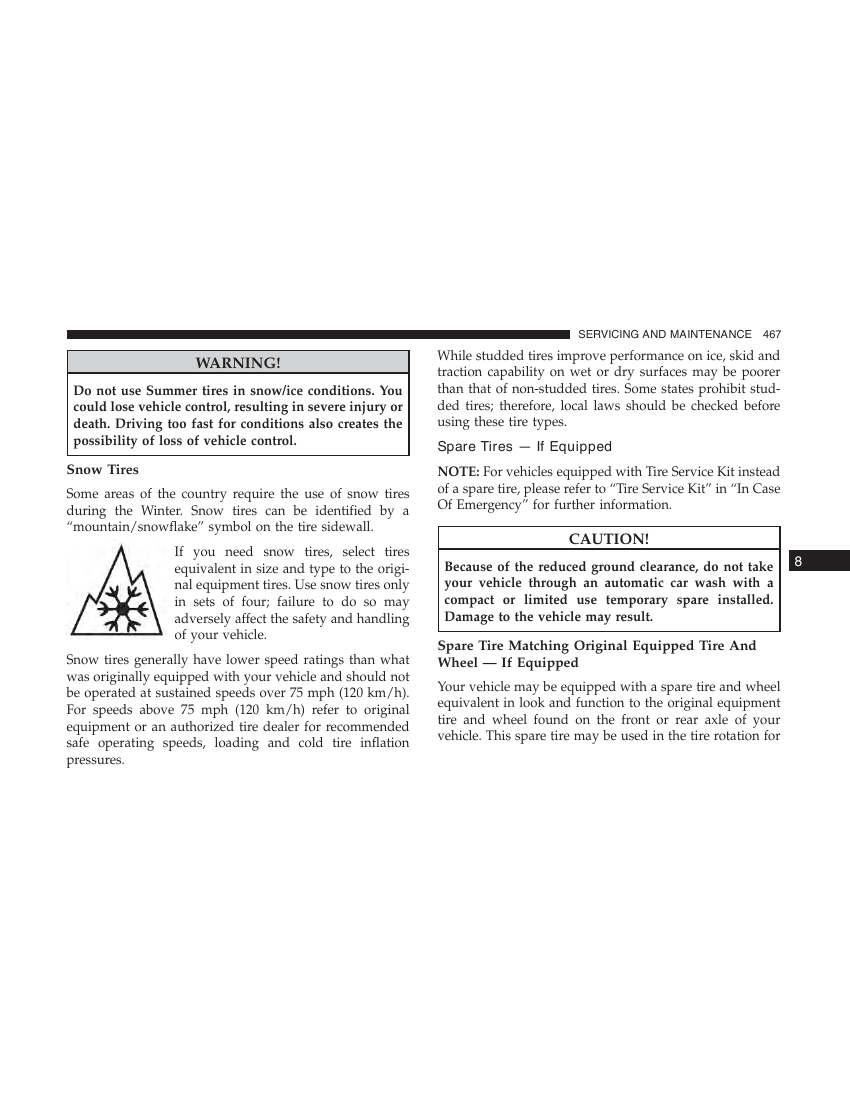 SERVICING AND MAINTENANCE 467
WARNING!
Do not use Summer tires in snow/ice conditions. You
could lose vehicle control, resulting in severe injury or
death. Driving too fast for conditions also creates the
possibility of loss of vehicle control.
Snow Tires
Some areas of the country require the use of snow tires
during the Winter. Snow tires can be identified by a
“mountain/snowflake” symbol on the tire sidewall.
If you need snow tires, select tires
equivalent in size and type to the origi-
nal equipment tires. Use snow tires only
in sets of four; failure to do so may
adversely affect the safety and handling
of your vehicle.
Snow tires generally have lower speed ratings than what
was originally equipped with your vehicle and should not
be operated at sustained speeds over 75 mph (120 km/h).
For speeds above 75 mph (120 km/h) refer to original
equipment or an authorized tire dealer for recommended
safe operating speeds, loading and cold tire inflation
pressures.
While studded tires improve performance on ice, skid and
traction capability on wet or dry surfaces may be poorer
than that of non-studded tires. Some states prohibit stud-
ded tires; therefore, local laws should be checked before
using these tire types.
Spare Tires — If Equipped
NOTE: For vehicles equipped with Tire Service Kit instead
of a spare tire, please refer to “Tire Service Kit” in “In Case
Of Emergency” for further information.
CAUTION!
Because of the reduced ground clearance, do not take
your vehicle through an automatic car wash with a
compact or limited use temporary spare installed.
Damage to the vehicle may result.
Spare Tire Matching Original Equipped Tire And
Wheel — If Equipped
Your vehicle may be equipped with a spare tire and wheel
equivalent in look and function to the original equipment
tire and wheel found on the front or rear axle of your
vehicle. This spare tire may be used in the tire rotation for
8